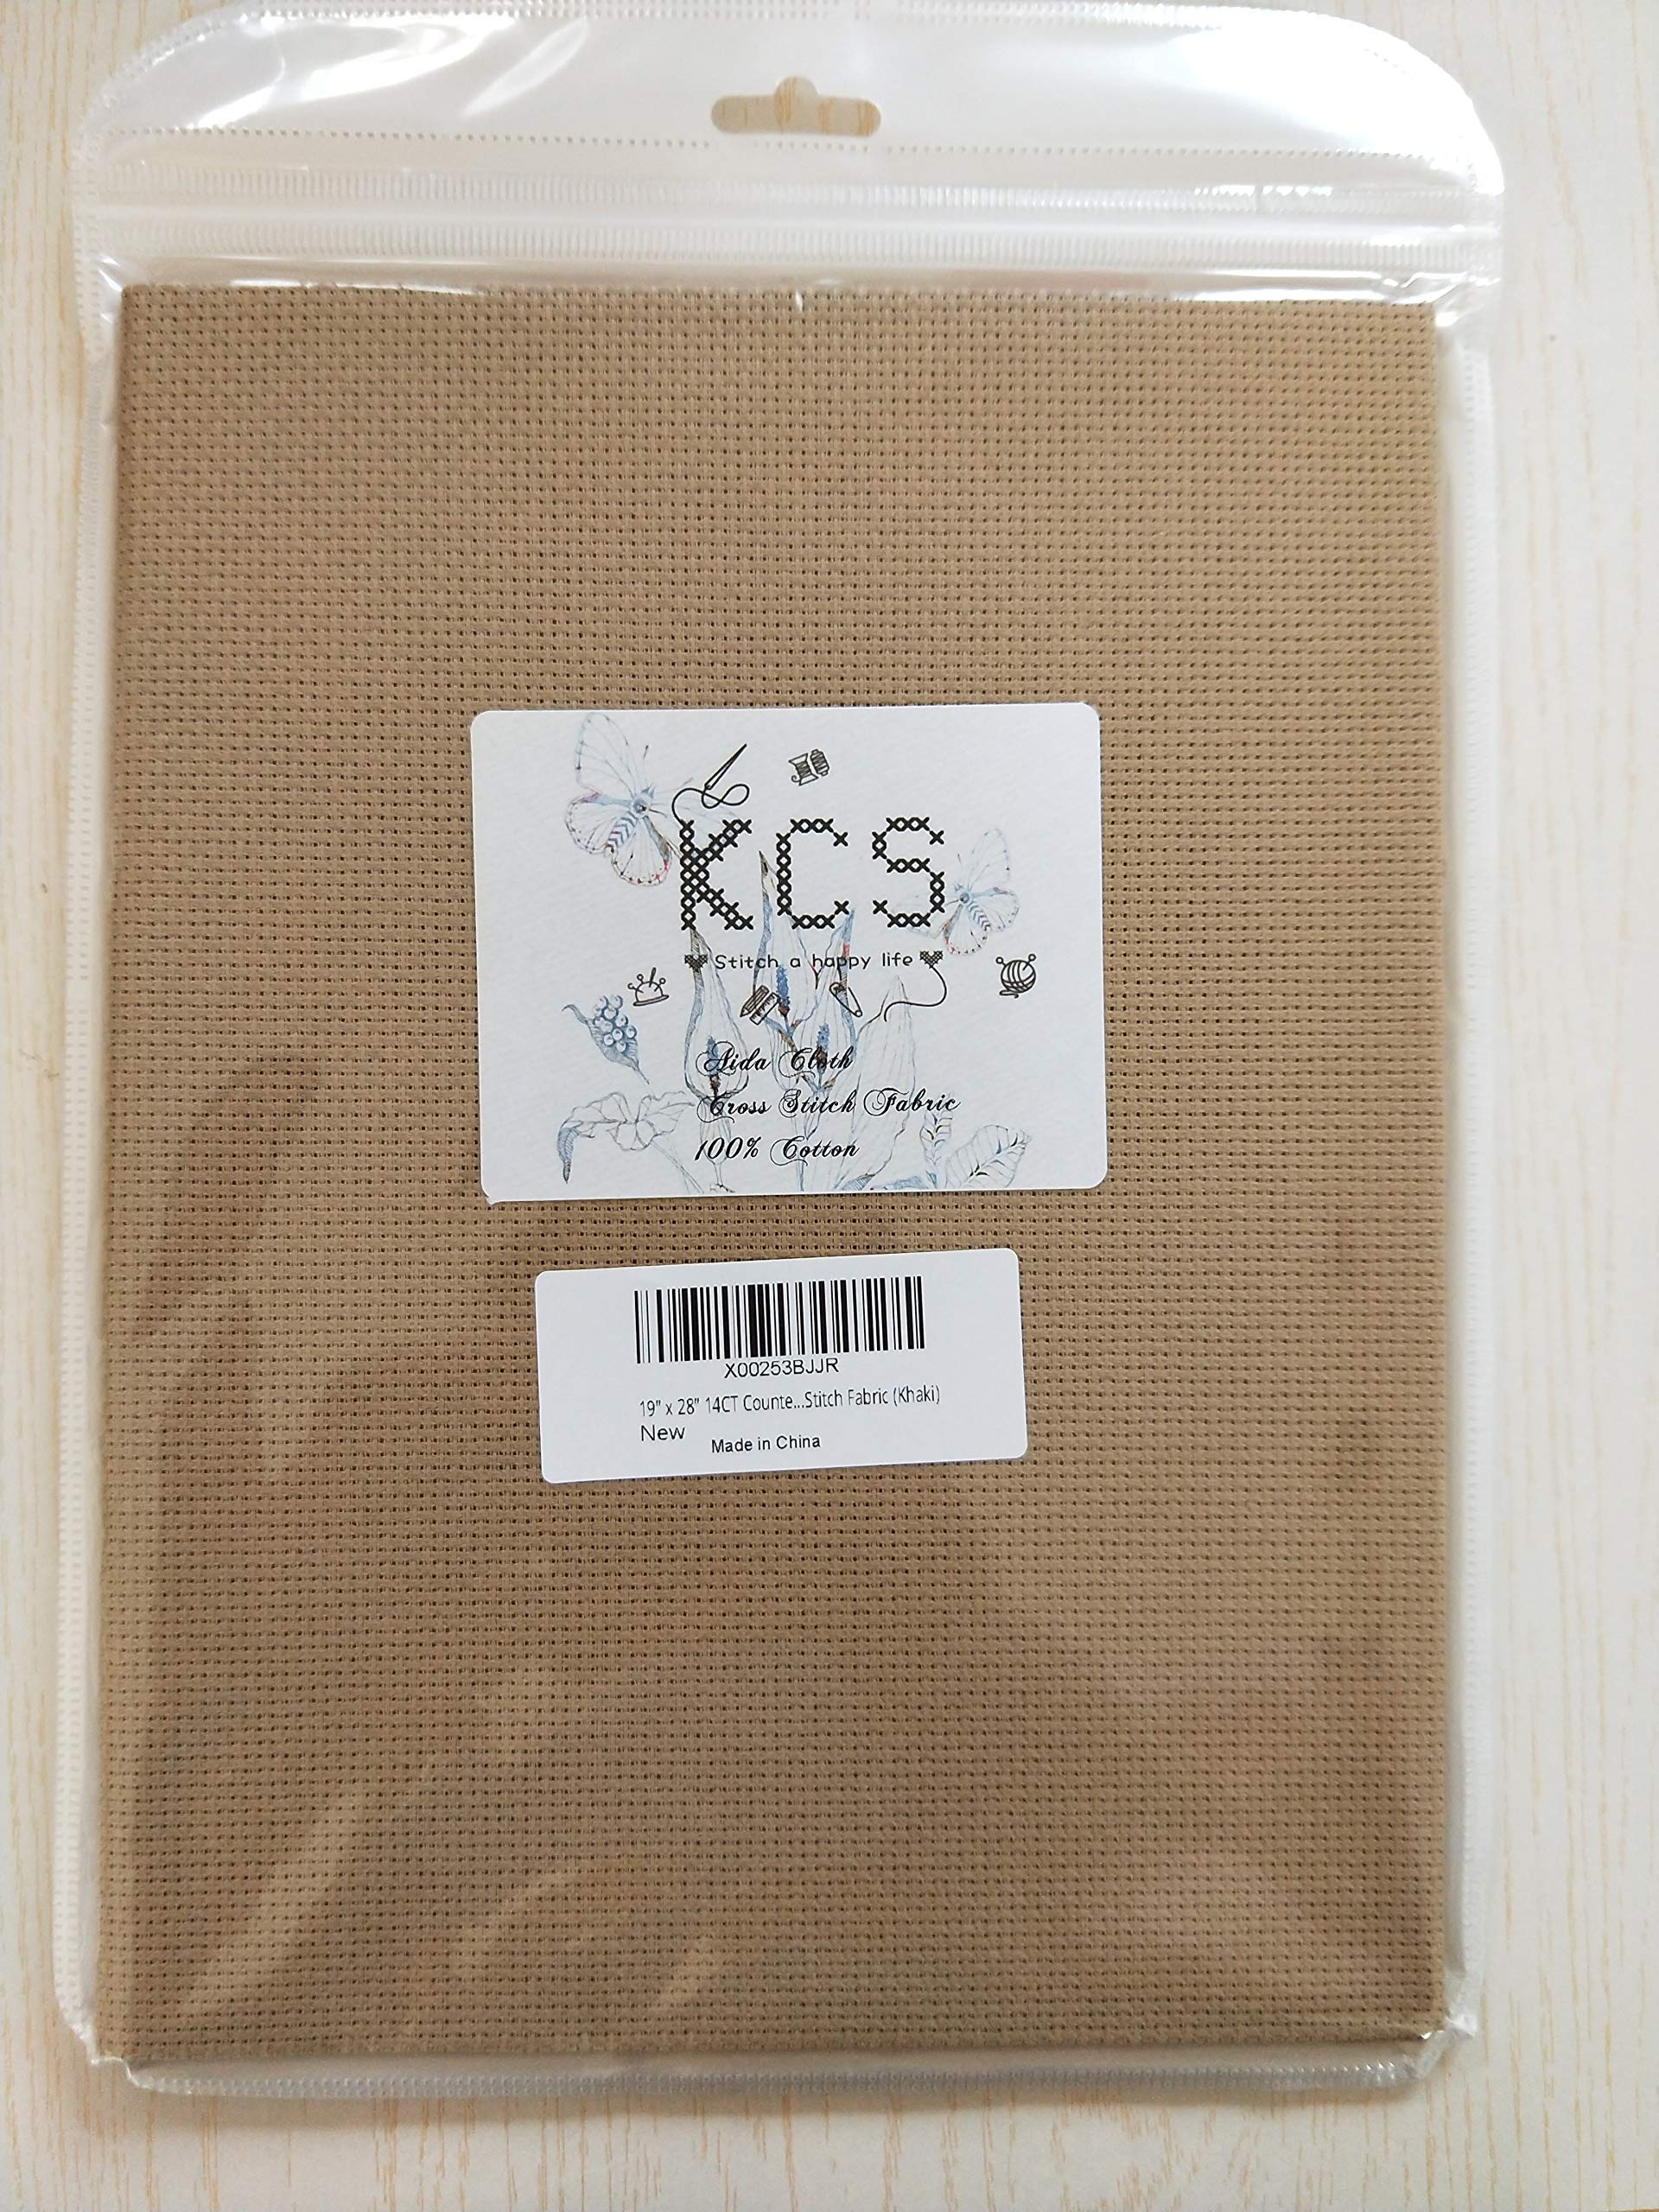 KCS
Stitch a happy life
Aida Cloth
Cross Stitch Fabric
100% Cotton
X00253BJJR
19" x 28" 14CT Counte...Stitch Fabric (Khaki)
New
Made in China